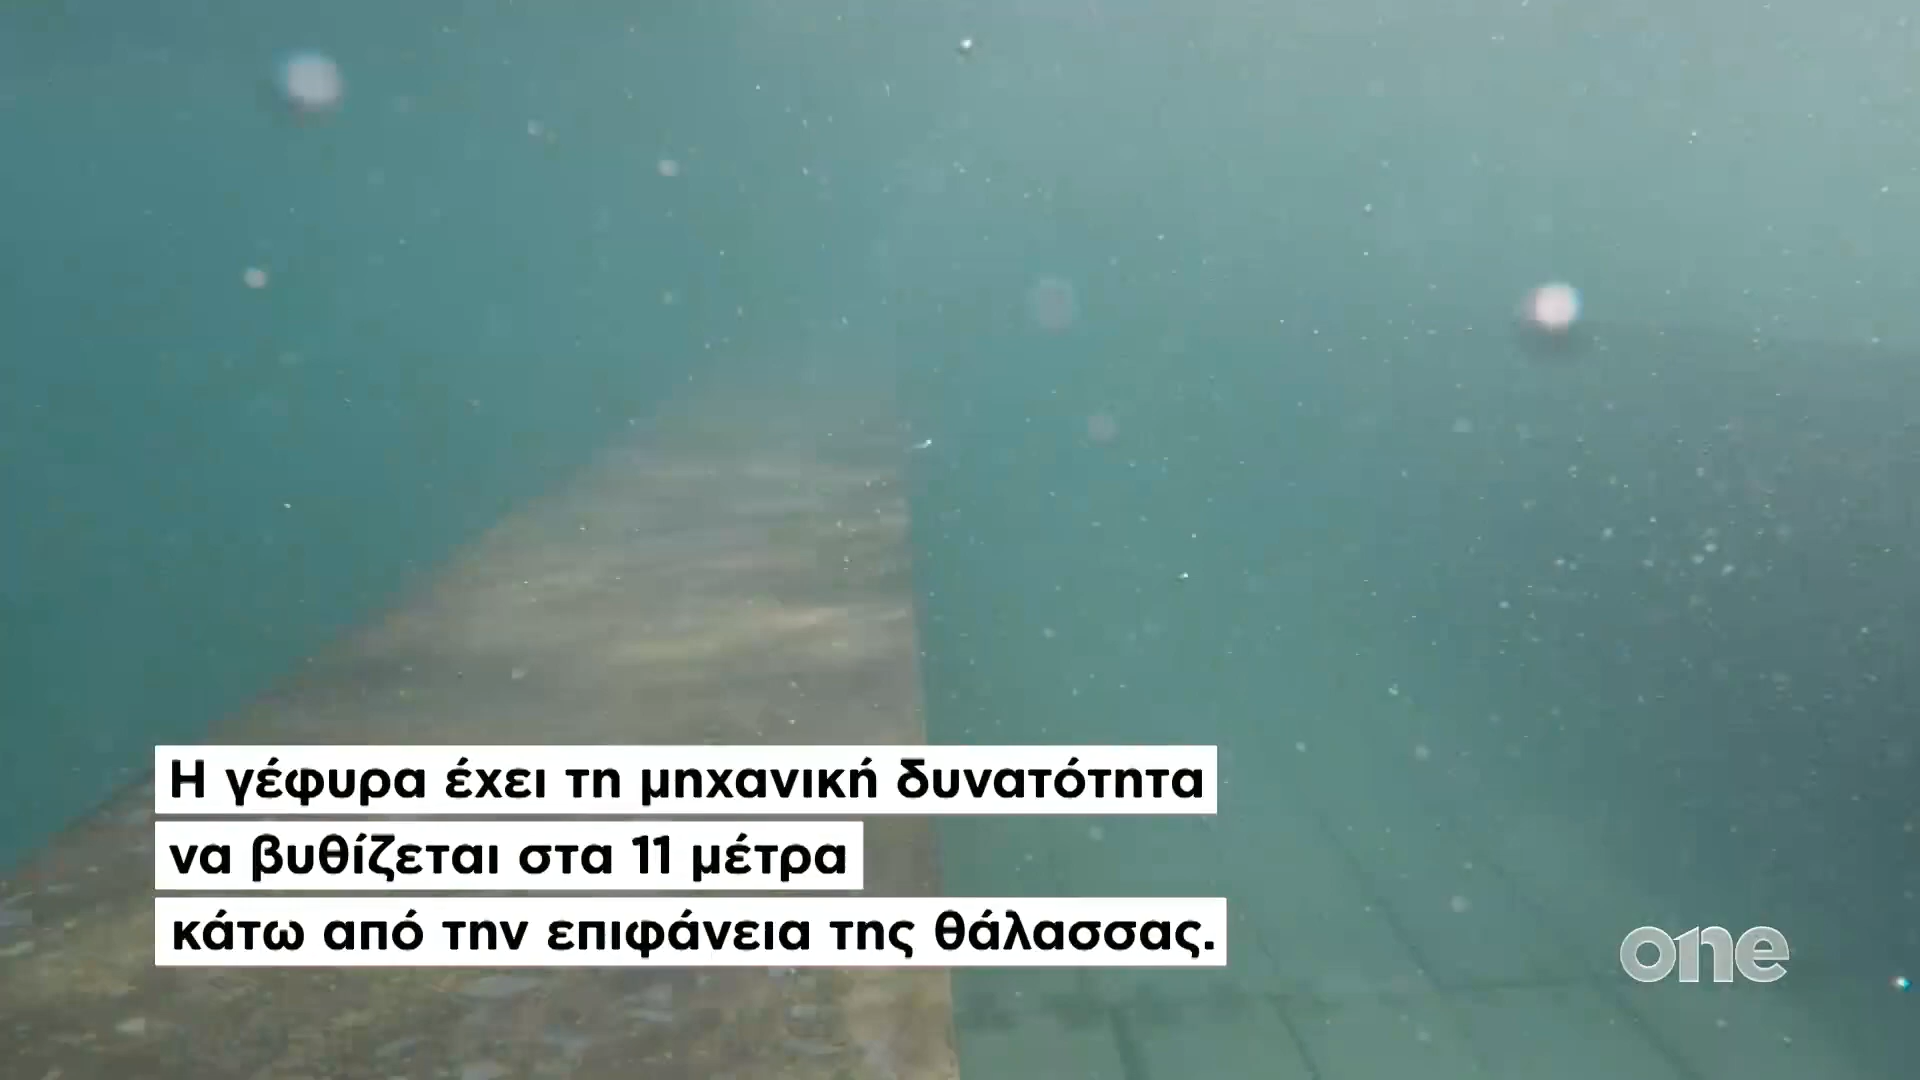 Η γέφυρα έχει τη μηχανική δυνατότητα
να βυθίζεται στα 11 μέτρα
κάτω από την επιφάνεια της θάλασσας.
one